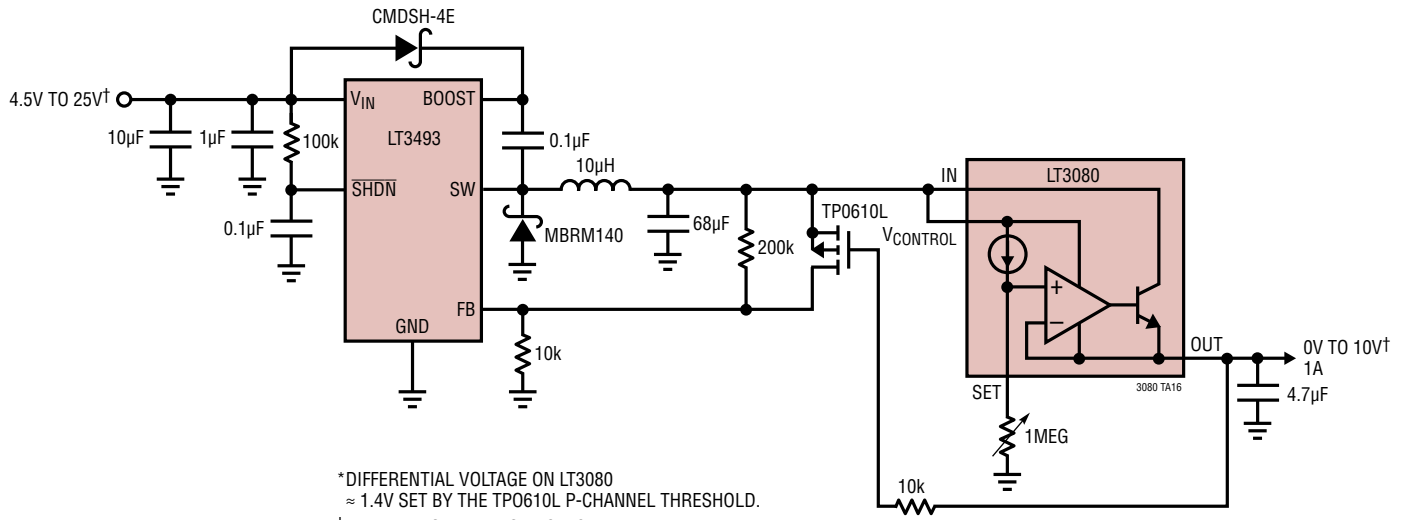 CMDSH-4E
4.5V TO 25V†
10µF
1µF
100k
0.1µF
VIN
BOOST
LT3493
SHDN
SW
FB
GND
0.1µF
10µH
MBRM140
68µF
200k
10k
TP0610L
IN
LT3080
VCONTROL
+
–
OUT
0V TO 10V†
1A
4.7µF
3080 TA16
SET
1MEG
10k
*DIFFERENTIAL VOLTAGE ON LT3080
≈ 1.4V SET BY THE TPO610L P-CHANNEL THRESHOLD.